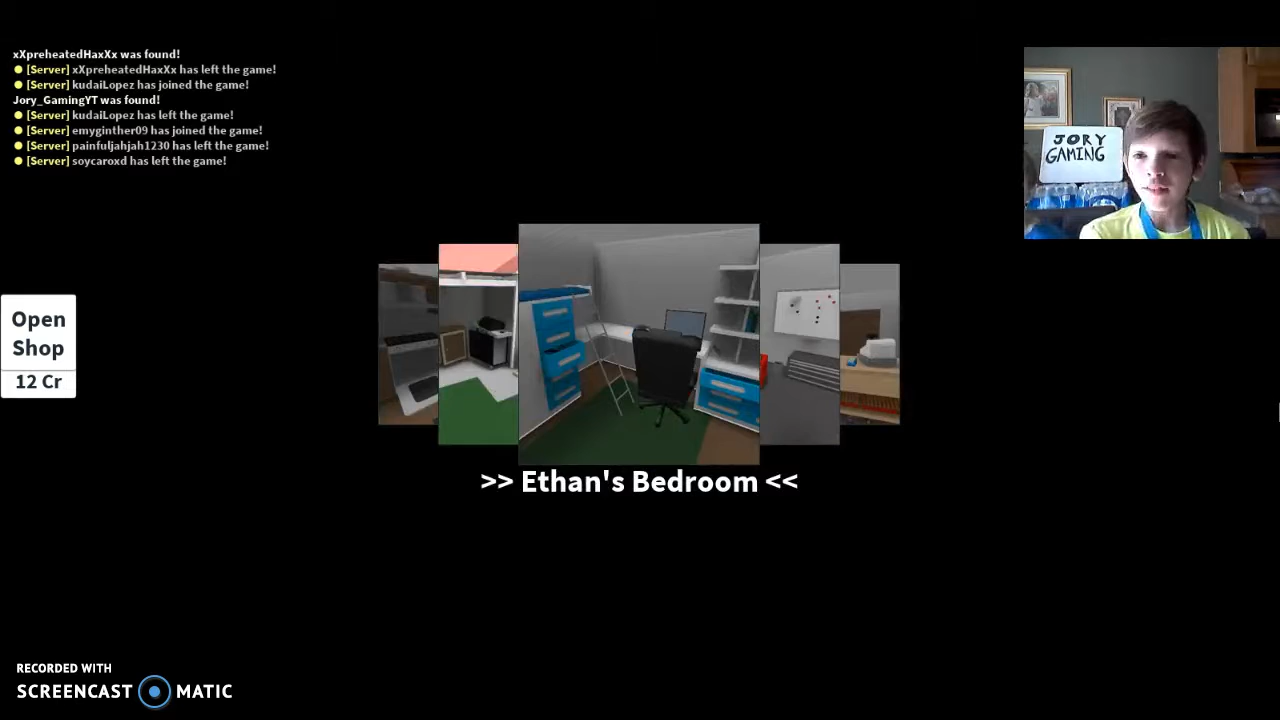 xXpreheatedHaxXx was found!
[Server] xXpreheatedHaxXx has left the game!
[Server] kudaiLopez has joined the game!
Jory_GamingYT was found!
[Server] kudaiLopez has left the game!
[Server] emyginther09 has joined the game!
[Server] painfuljahjah1230 has left the game!
[Server] soycaroxd has left the game!
JORY
GAMING
Open
Shop
12 Cr
>> Ethan's Bedroom <<
RECORDED WITH
SCREENCAST MATIC